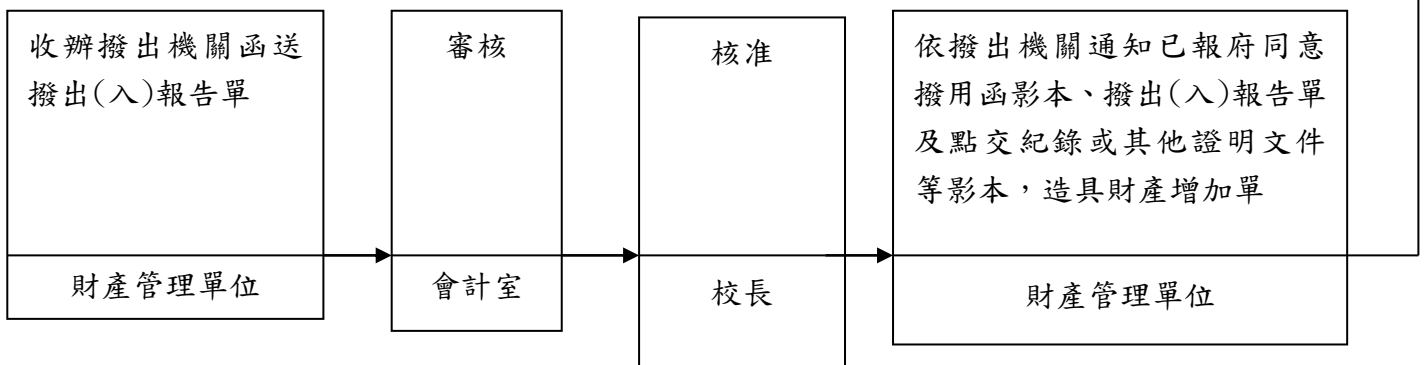 收辦撥出機關函送
撥出(入)報告單
財產管理單位
審核
會計室
核准
校長
依撥出機關通知已報府同意
撥用函影本、撥出(入)報告單
及點交紀錄或其他證明文件
等影本，造具財產增加單
財產管理單位